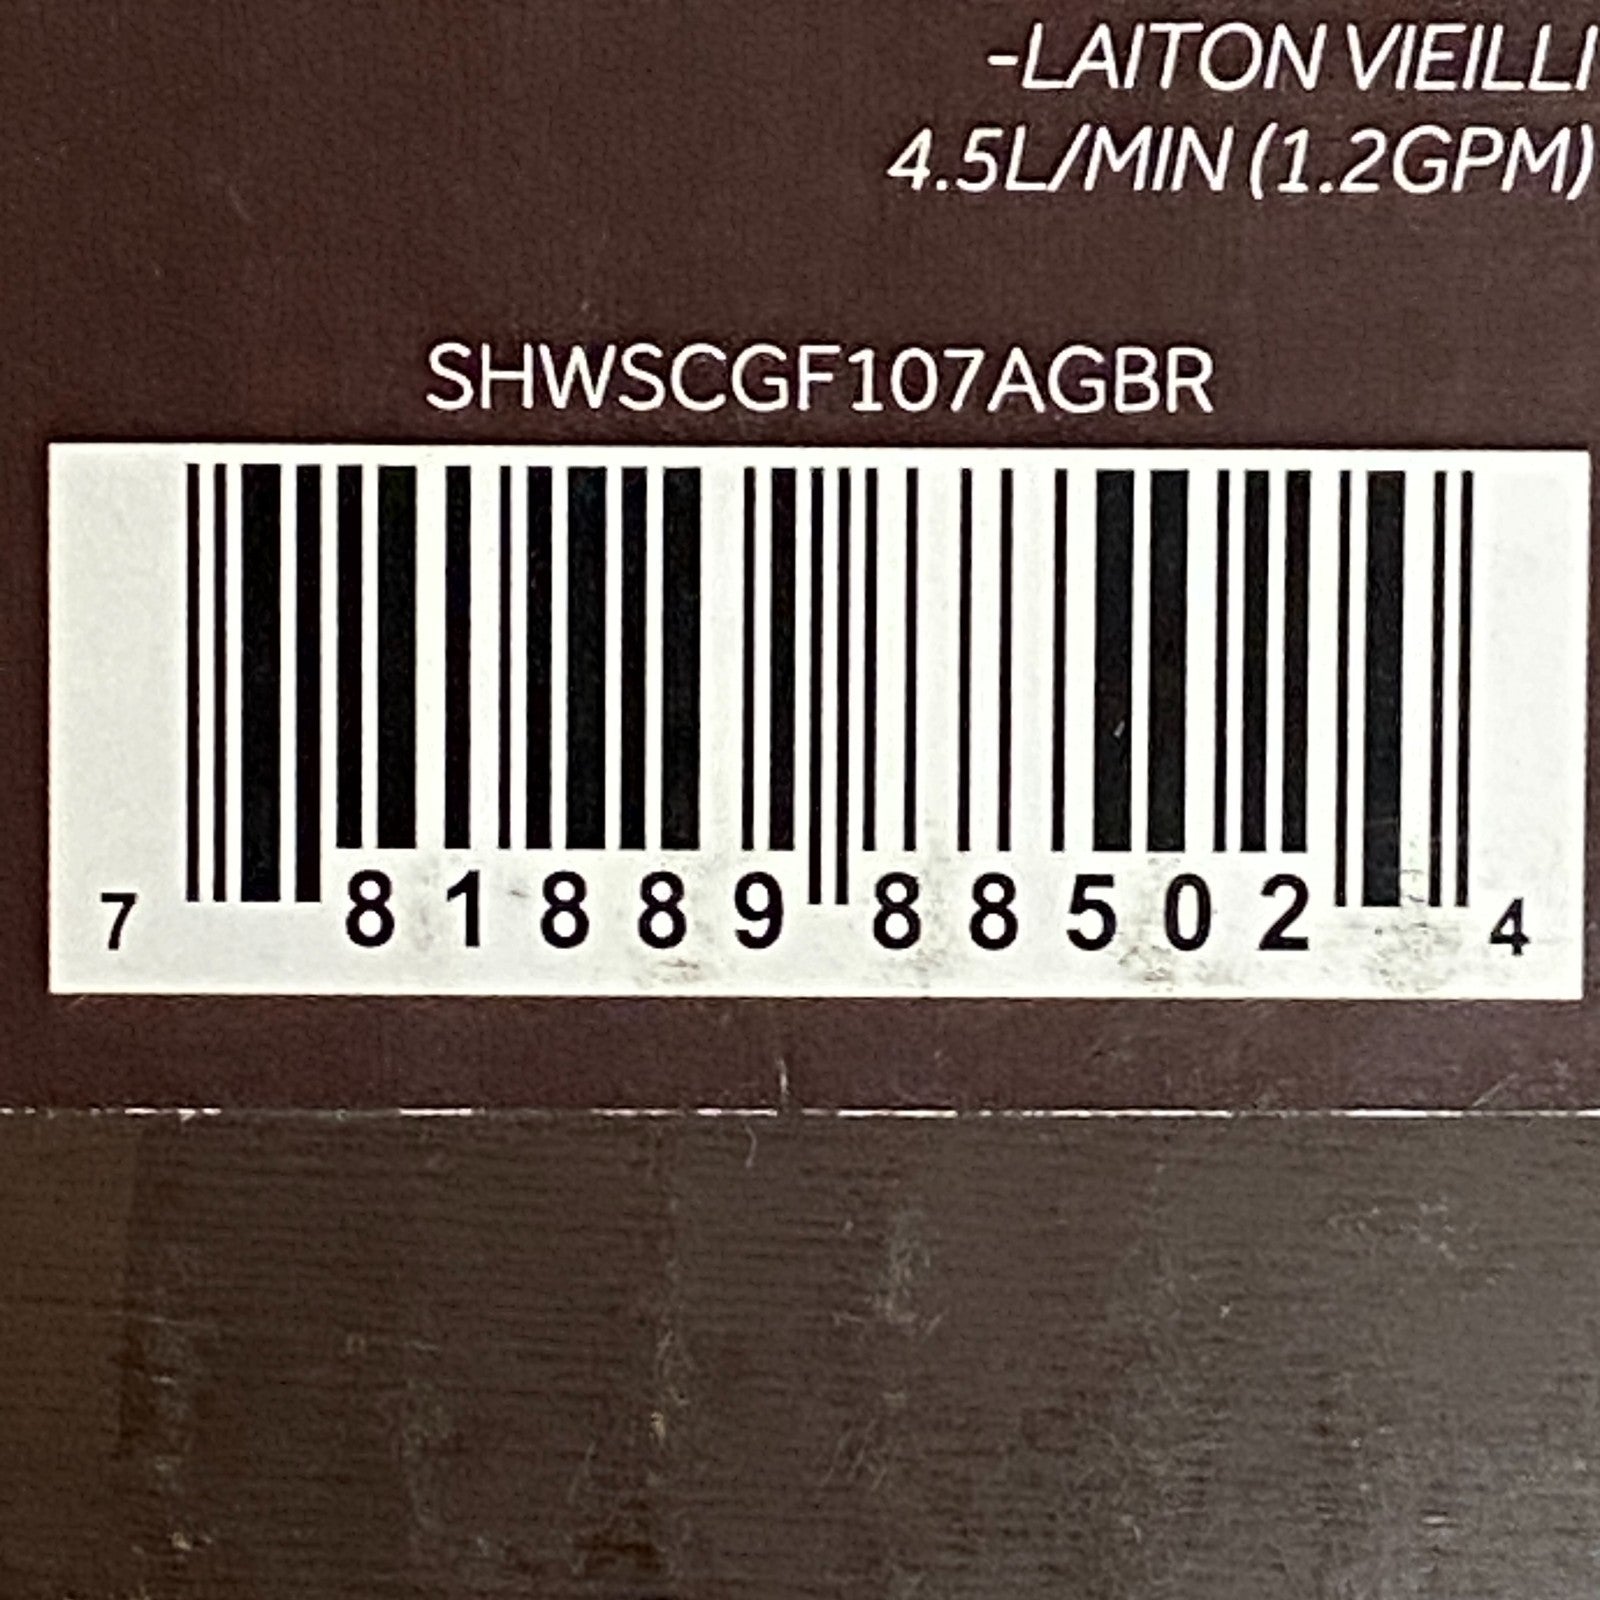 -LAITON VIEILLI
4.5L/MIN (1.2GPM)
SHWSCGF107AGBR
7 81889 88502 4